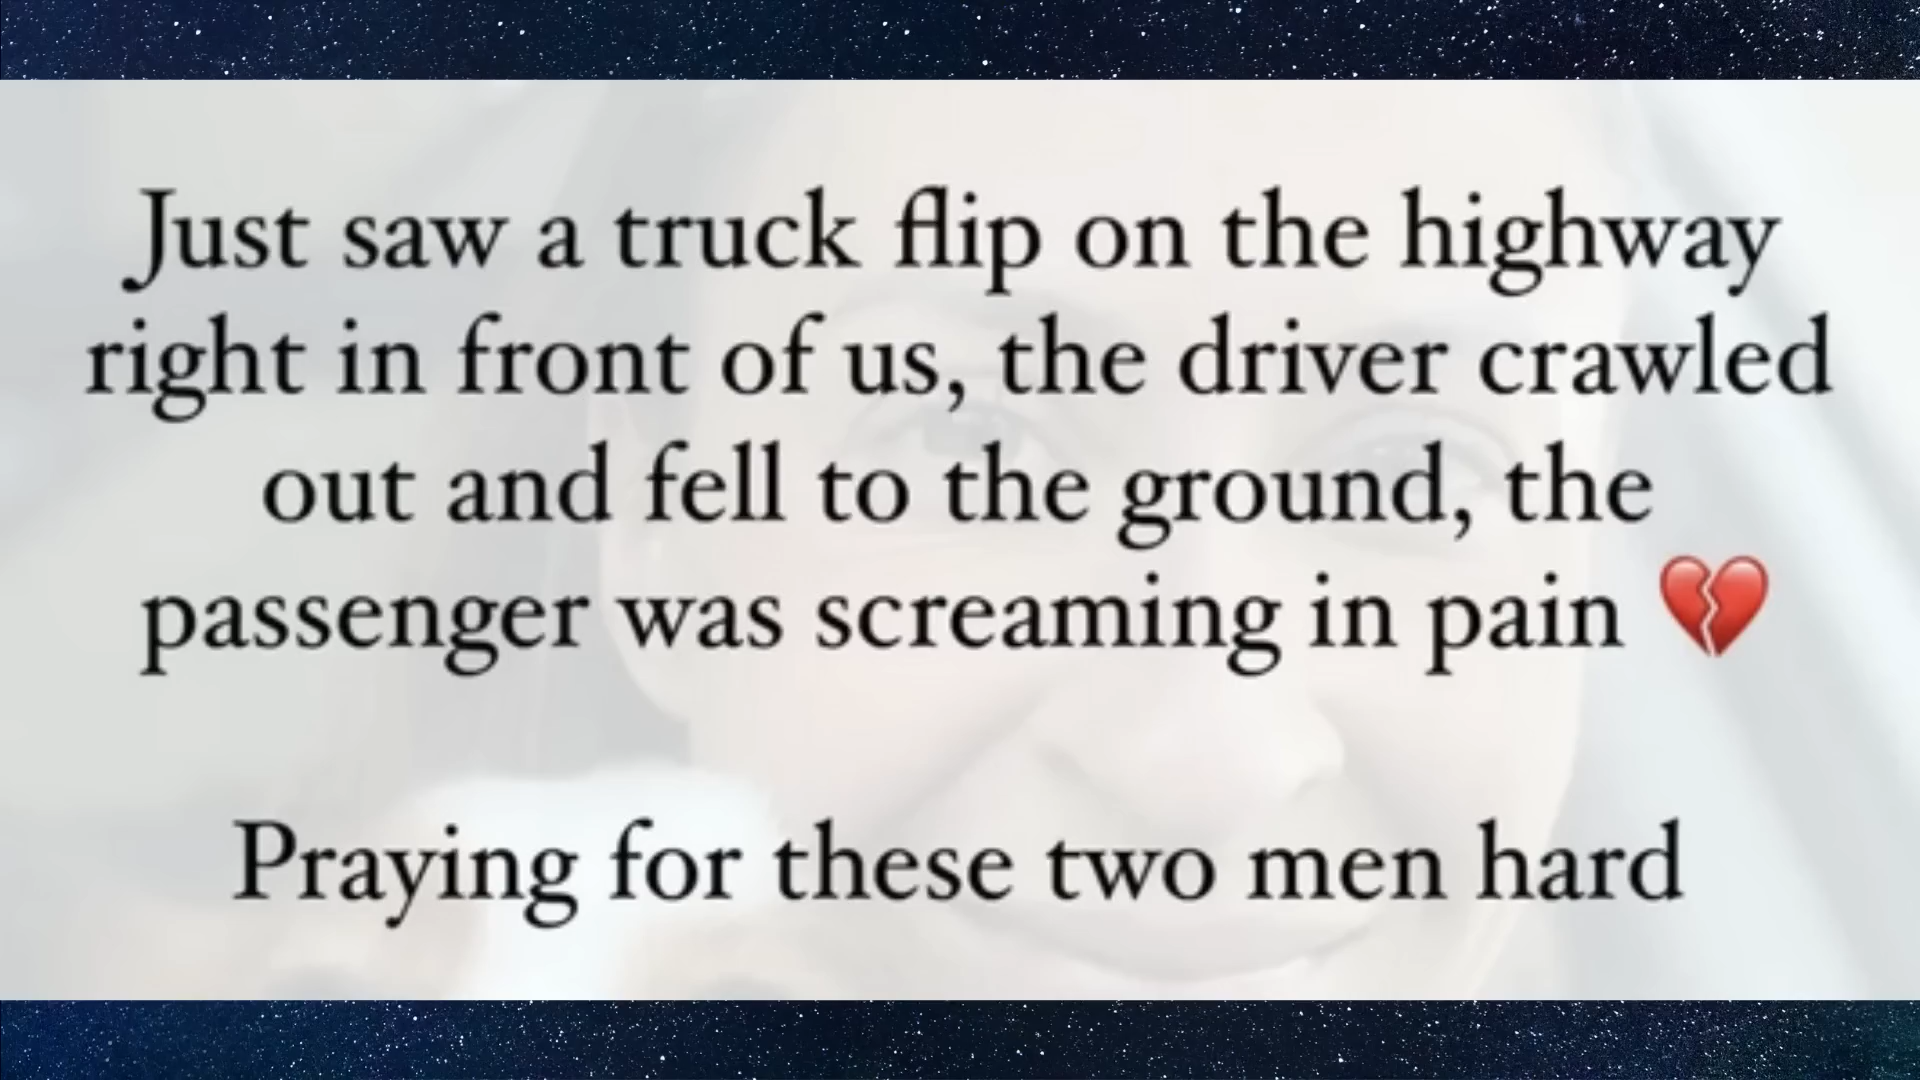 Just saw a truck flip on the highway
right in front of us, the driver crawled
out and fell to the ground, the
passenger was screaming in pain 💔
Praying for these two men hard